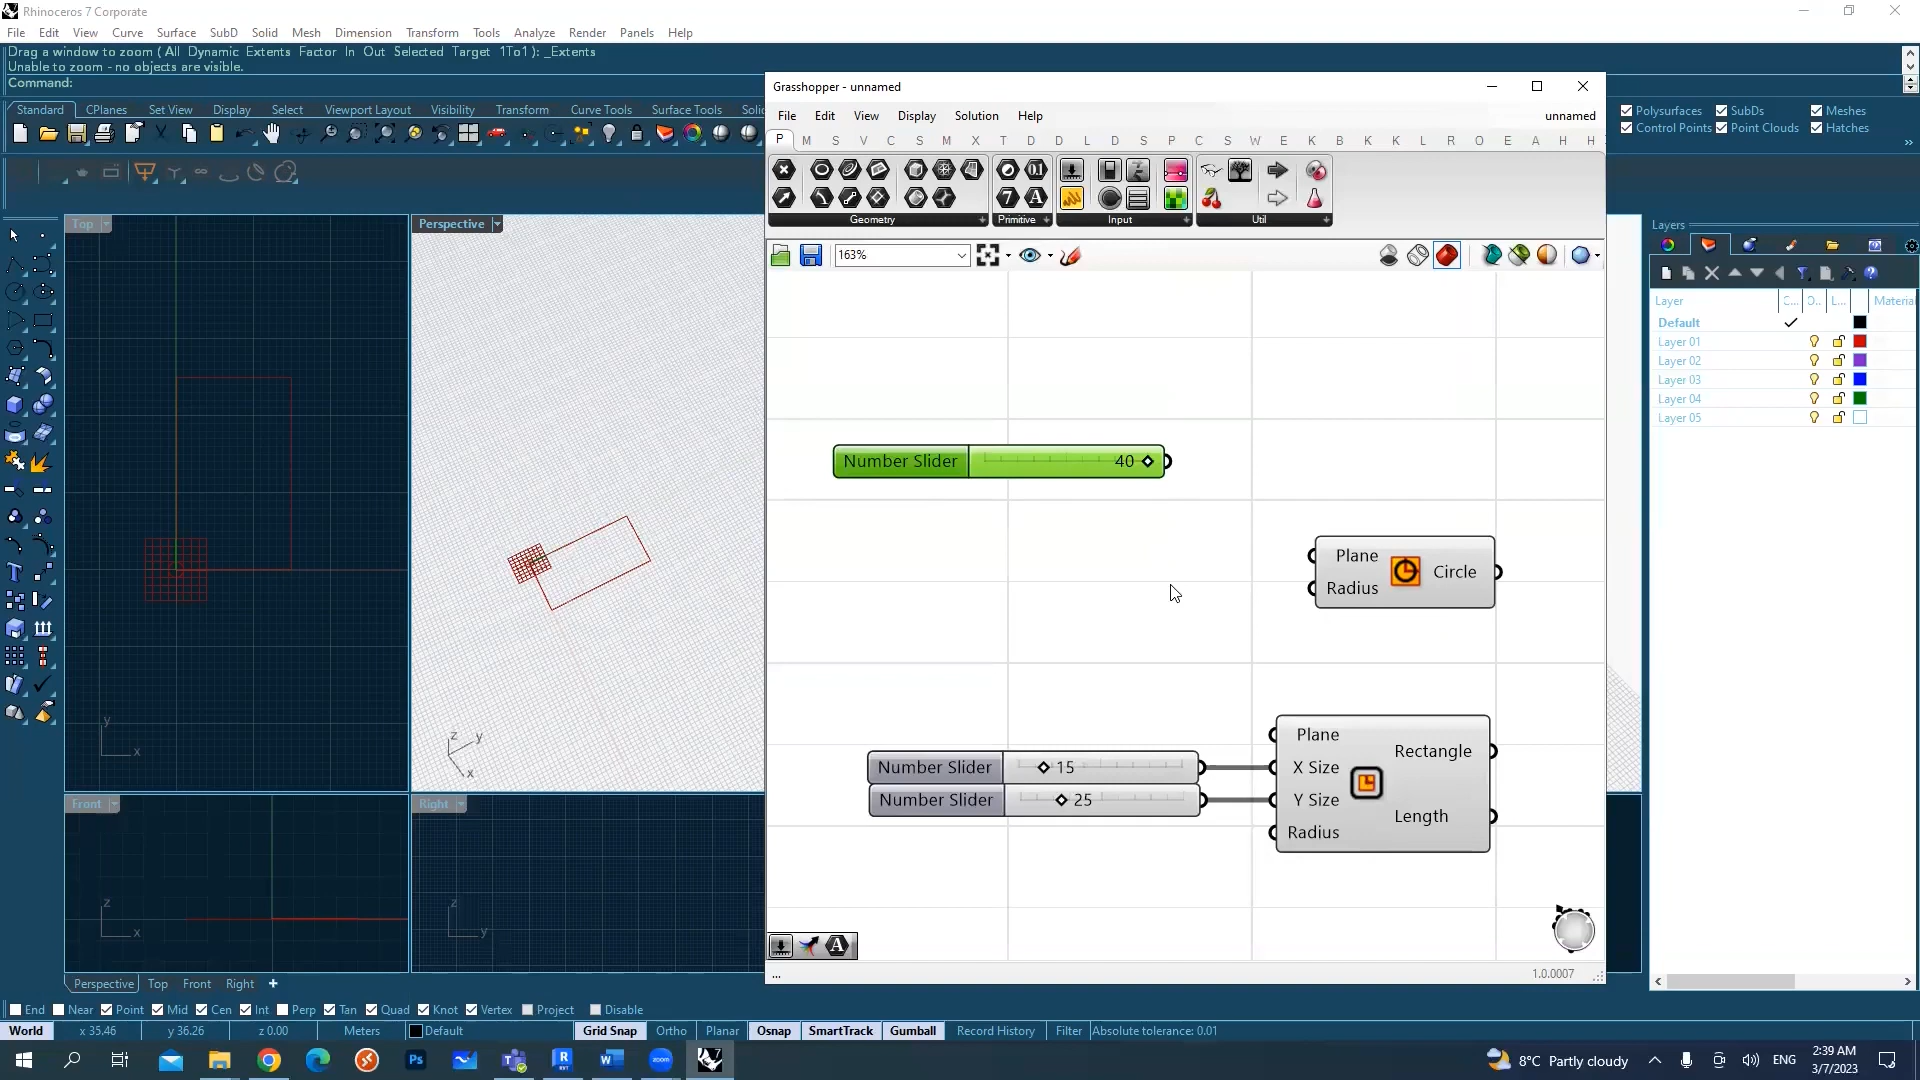 Rhinoceros 7 Corporate
File Edit View Curve Surface SubD Solid Mesh Dimension Transform Tools Analyze Render Panels Help
Drag a window to zoom ( All Dynamic Extents Factor In Out Selected Target 1To1 ): _Extents
Unable to zoom - no objects are visible.
Command:
Standard CPlanes Set View Display Select Viewport Layout Visibility Transform Curve Tools Surface Tools
Polysurfaces SubDs Meshes
Control Points Point Clouds Hatches
Grasshopper - unnamed
File Edit View Display Solution Help unnamed
P M S V C S M X T D D L D S P C S W E K B K K L R E A H H
Geometry Primitive Input Util
163%
Top
Perspective
Number Slider 40
Plane
Radius
Circle
Number Slider 15
Number Slider 25
Plane
X Size
Y Size
Radius
Rectangle
Length
y
x
z
y
x
Front
Right
z
x
z
y
... 1.0.0007
Layers
Layer C... O.. L...
Default
Layer 01
Layer 02
Layer 03
Layer 04
Layer 05
Perspective Top Front Right
End Near Point Mid Cen Int Perp Tan Quad Knot Vertex Project Disable
World x 35.46 y 36.26 z 0.00 Meters Default Grid Snap Ortho Planar Osnap SmartTrack Gumball Record History Filter Absolute tolerance: 0.01
8°C Partly cloudy ENG 2:39 AM
3/7/2023